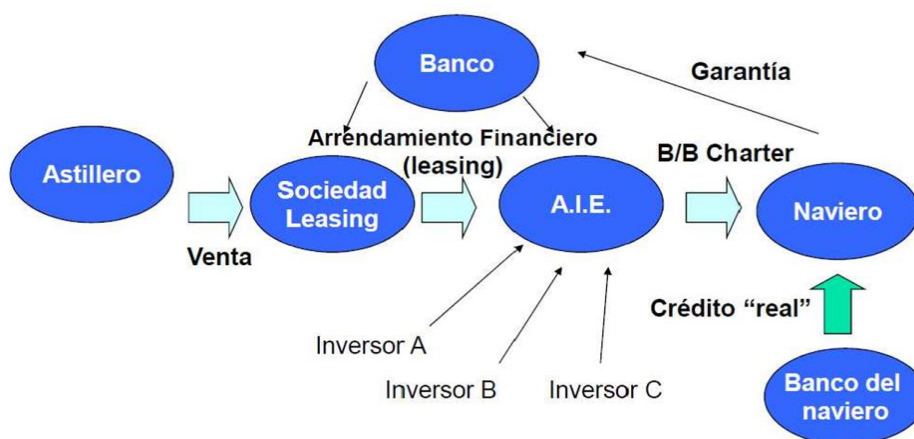 Banco
Garantía
Arrendamiento Financiero
(leasing)
B/B Charter
Astillero
Sociedad
Leasing
A.I.E.
Naviero
Venta
Crédito “real”
Inversor A
Inversor B
Inversor C
Banco del
naviero